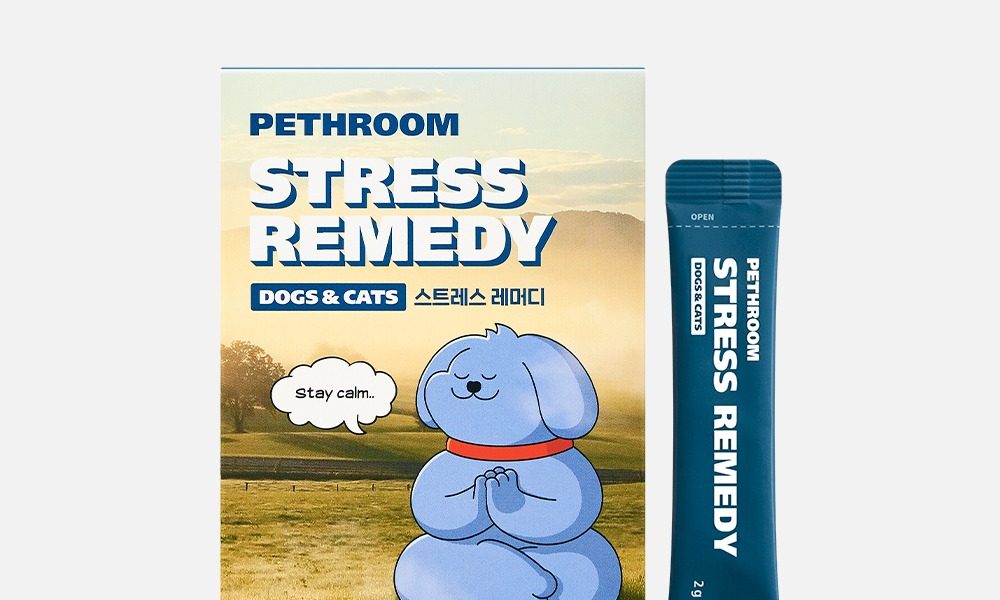 PETHROOM
STRESS
REMEDY
DOGS & CATS 스트레스 레머디
Stay calm..
OPEN
PETHROOM
STRESS REMEDY
DOGS & CATS
2g